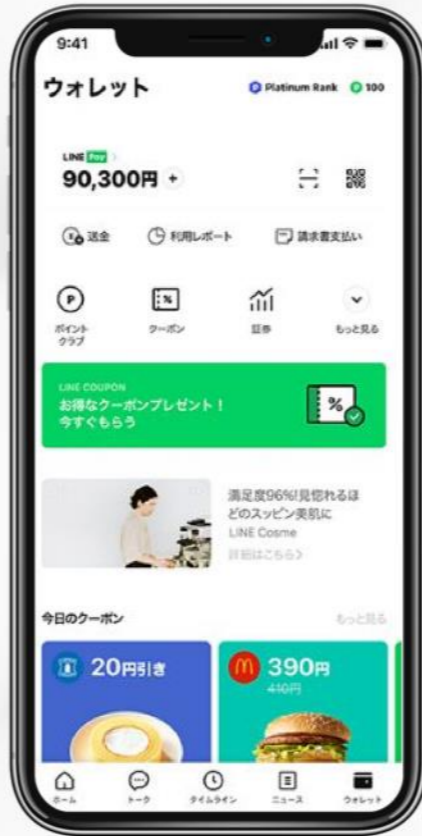 9:41
ウォレット
Platinum Rank
P 100
LINE Pay >
90,300円 +
送金
利用レポート
請求書支払い
P
ポイント
クラブ
クーポン
証券
もっと見る
LINE COUPON
お得なクーポンプレゼント！
今すぐもらう
%
満足度96%!見惚れるほ
どのスッピン美肌に
LINE Cosme
詳細はこちら>
今日のクーポン
もっと見る
20円引き
390円
410円
ホーム
トーク
タイムライン
ニュース
ウォレット